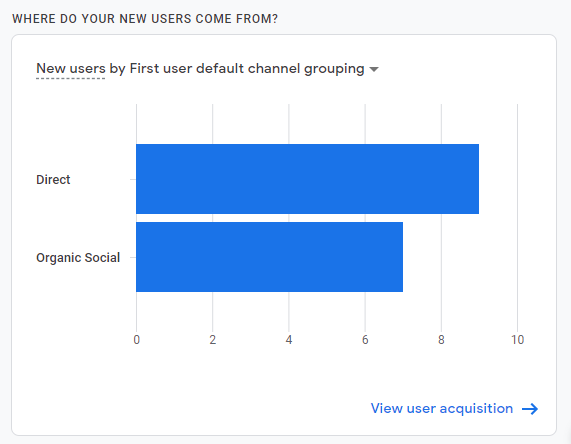 WHERE DO YOUR NEW USERS COME FROM?
New users by First user default channel grouping
Direct
Organic Social
0 2 4 6 8 10
View user acquisition